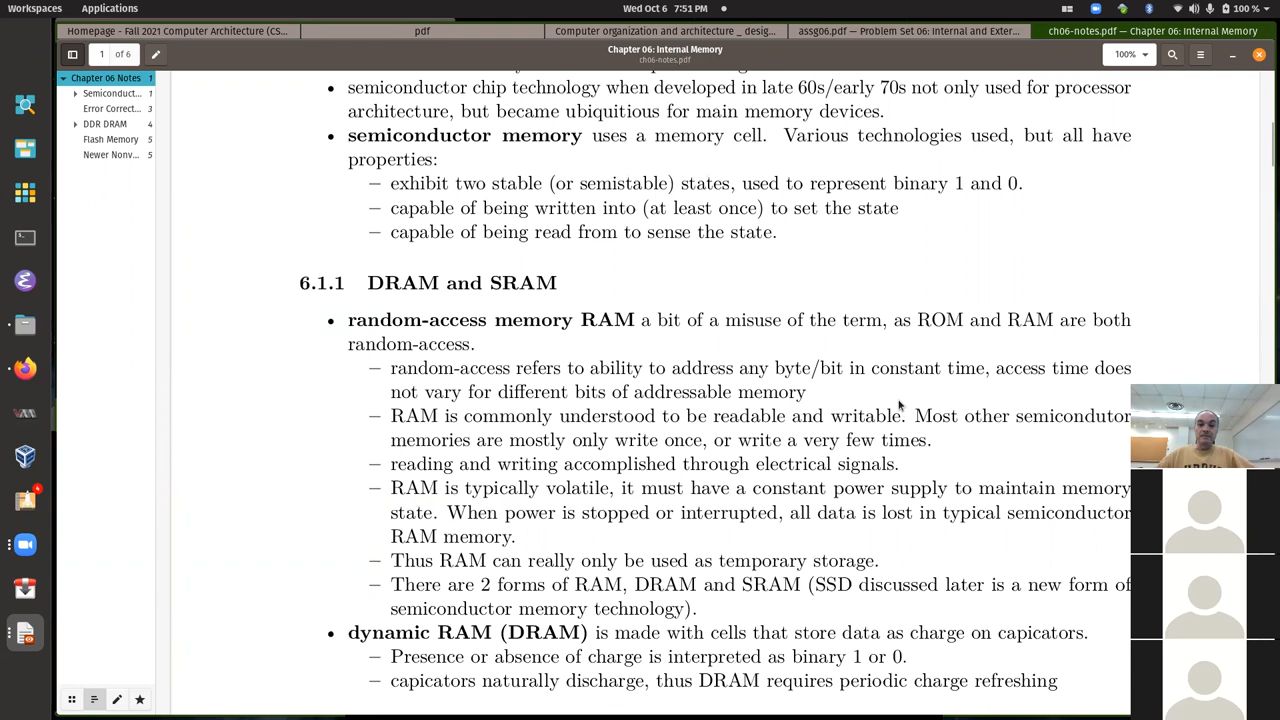 Workspaces Applications Wed Oct 6 7:51 PM 100 %
Homepage - Fall 2021 Computer Architecture (CS... pdf Computer organization and architecture _ desig... assg06.pdf — Problem Set 06: Internal and Exter... ch06-notes.pdf — Chapter 06: Internal Memory
1 of 6 Chapter 06: Internal Memory 100%
ch06-notes.pdf
Chapter 06 Notes 1
Semiconduct... 1
Error Correct... 3
DDR DRAM 4
Flash Memory 5
Newer Nonv... 5
• semiconductor chip technology when developed in late 60s/early 70s not only used for processor
architecture, but became ubiquitious for main memory devices.
• semiconductor memory uses a memory cell. Various technologies used, but all have
properties:
– exhibit two stable (or semistable) states, used to represent binary 1 and 0.
– capable of being written into (at least once) to set the state
– capable of being read from to sense the state.
6.1.1 DRAM and SRAM
• random-access memory RAM a bit of a misuse of the term, as ROM and RAM are both
random-access.
– random-access refers to ability to address any byte/bit in constant time, access time does
not vary for different bits of addressable memory
– RAM is commonly understood to be readable and writable. Most other semicondutor
memories are mostly only write once, or write a very few times.
– reading and writing accomplished through electrical signals.
– RAM is typically volatile, it must have a constant power supply to maintain memory
state. When power is stopped or interrupted, all data is lost in typical semiconductor
RAM memory.
– Thus RAM can really only be used as temporary storage.
– There are 2 forms of RAM, DRAM and SRAM (SSD discussed later is a new form of
semiconductor memory technology).
• dynamic RAM (DRAM) is made with cells that store data as charge on capicators.
– Presence or absence of charge is interpreted as binary 1 or 0.
– capicators naturally discharge, thus DRAM requires periodic charge refreshing